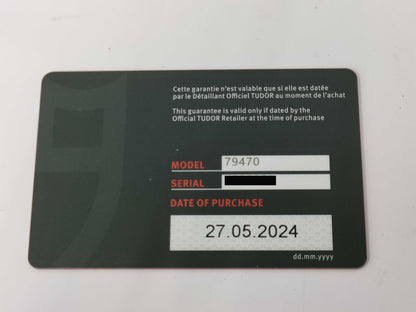 Cette garantie n'est valable que si elle est datée
par le Détaillant Officiel TUDOR au moment de l'achat
This guarantee is valid only if dated by the
Official TUDOR Retailer at the time of purchase
MODEL 79470
SERIAL
DATE OF PURCHASE
27.05.2024
dd.mm.yyyy